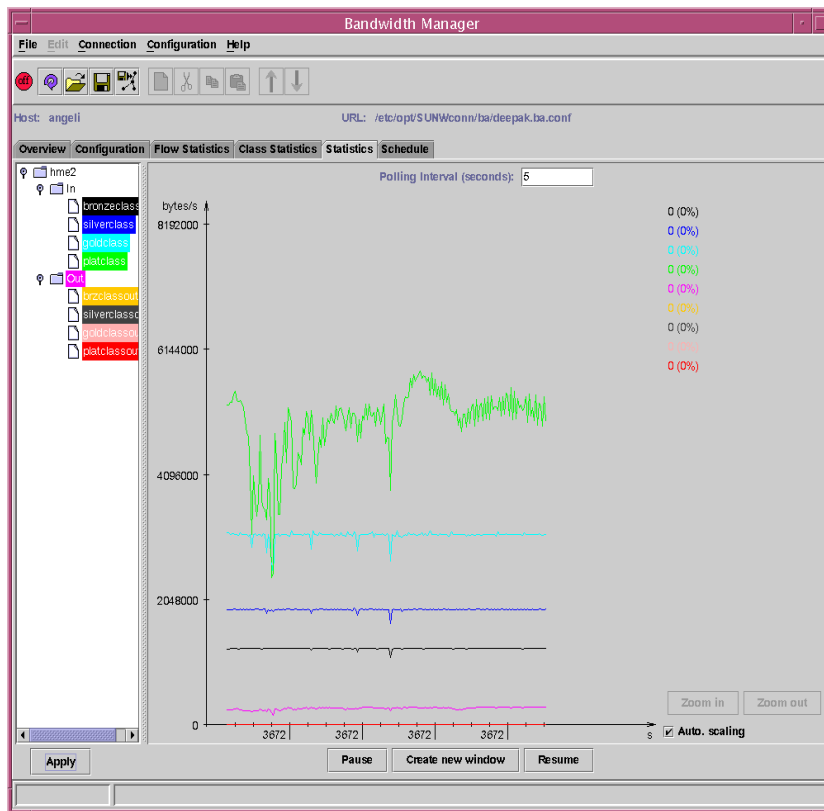 Bandwidth Manager
File Edit Connection Configuration Help
off
Host: angeli URL: /etc/opt/SUNWconn/ba/deepak.ba.conf
Overview Configuration Flow Statistics Class Statistics Statistics Schedule
hme2
In
bronzeclass
silverclass
goldclass
platclass
Out
brzclassout
silverclasso
goldclassou
platclassou
Polling Interval (seconds): 5
bytes/s
8192000
6144000
4096000
2048000
0
3672 3672 3672 3672 s
0 (0%)
0 (0%)
0 (0%)
0 (0%)
0 (0%)
0 (0%)
0 (0%)
0 (0%)
0 (0%)
Zoom in Zoom out
Auto. scaling
Apply Pause Create new window Resume